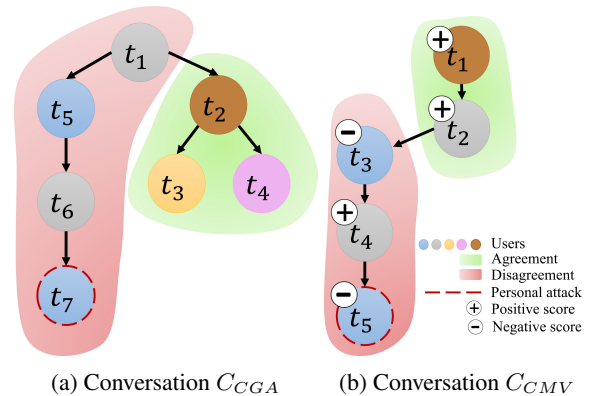 t1
t5
t2
t3
t4
t6
t7
+
t1
+
t2
−
t3
+
t4
−
t5
Users
Agreement
Disagreement
Personal attack
+ Positive score
− Negative score
(a) Conversation CCGA
(b) Conversation CCMV